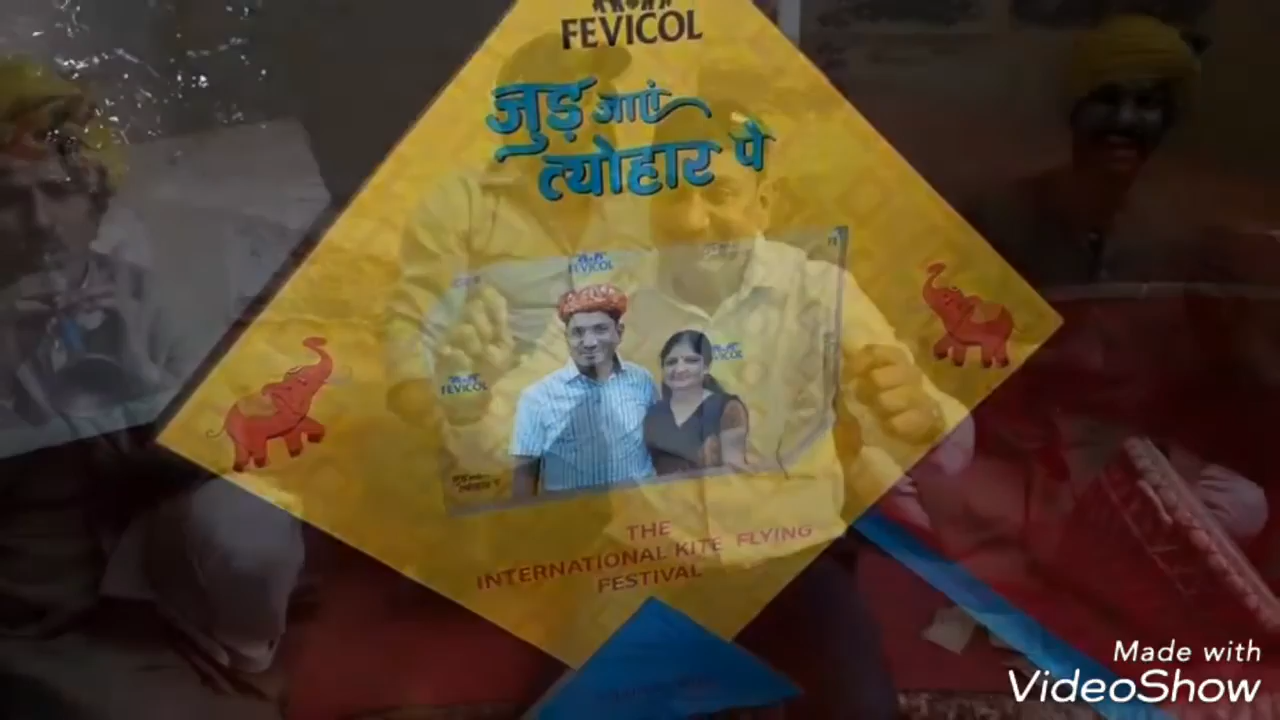 FEVICOL
जुड़ जाएं
त्योहार पे
FEVICOL
FEVICOL
FEVICOL
THE
INTERNATIONAL KITE FLYING
FESTIVAL
Made with
VideoShow